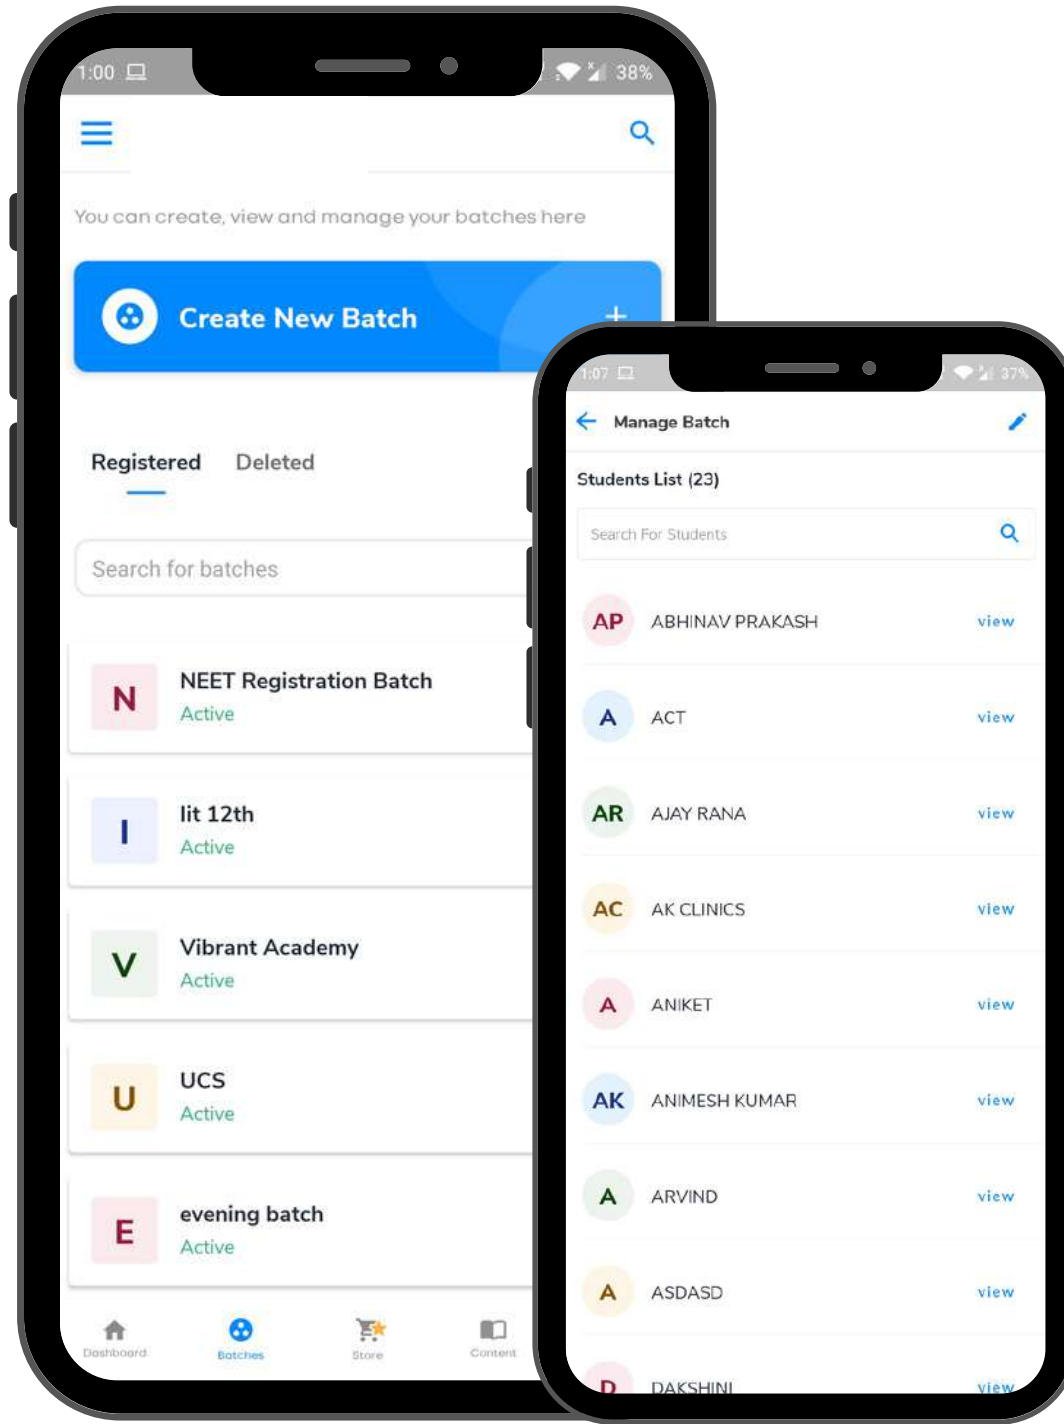 1:00
38%
You can create, view and manage your batches here
Create New Batch
+
Registered Deleted
Search for batches
N
NEET Registration Batch
Active
I
Iit 12th
Active
V
Vibrant Academy
Active
U
UCS
Active
E
evening batch
Active
Dashboard Batches Store Content
1:07
37%
Manage Batch
Students List (23)
Search For Students
AP ABHINAV PRAKASH view
A ACT view
AR AJAY RANA view
AC AK CLINICS view
A ANIKET view
AK ANIMESH KUMAR view
A ARVIND view
A ASDASD view
D DAKSHINI view